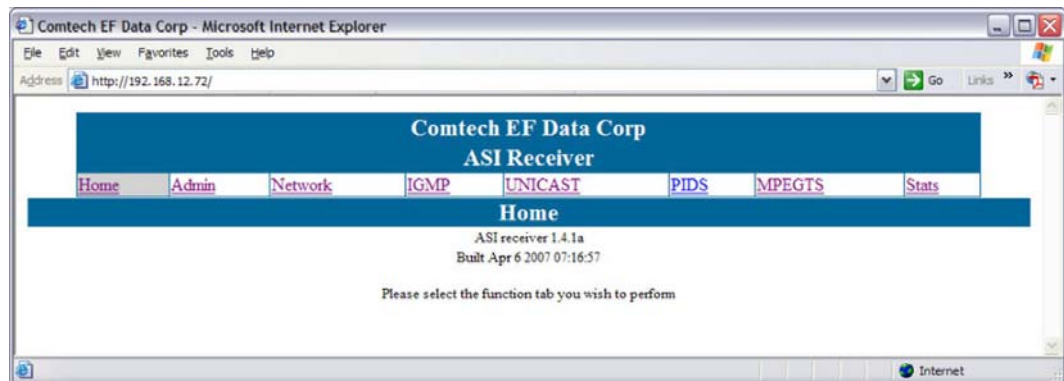 Comtech EF Data Corp - Microsoft Internet Explorer
File Edit View Favorites Tools Help
Address http://192.168.12.72/ Go Links »
Comtech EF Data Corp
ASI Receiver
Home Admin Network IGMP UNICAST PIDS MPEGTS Stats
Home
ASI receiver 1.4.1a
Built Apr 6 2007 07:16:57
Please select the function tab you wish to perform
Internet